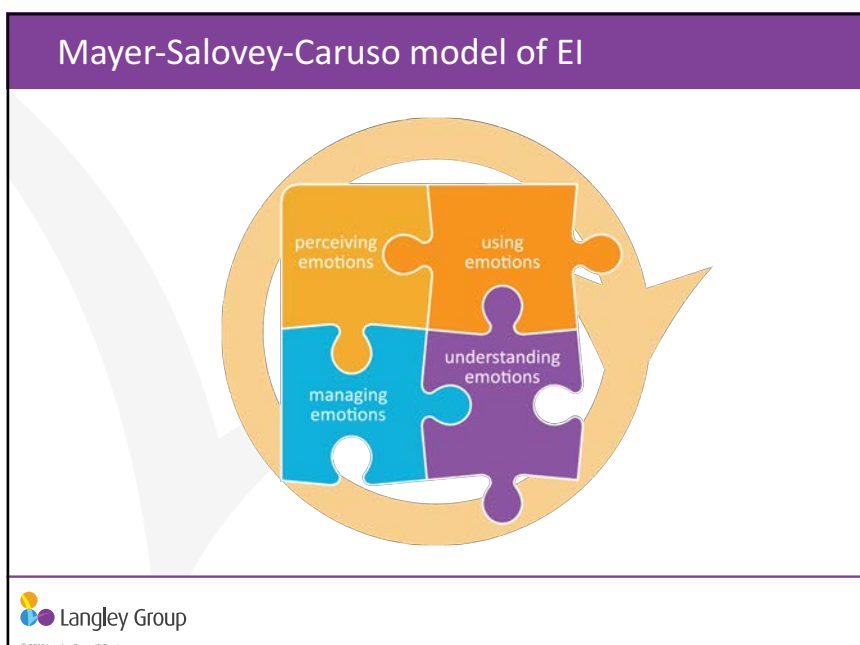 Mayer-Salovey-Caruso model of EI
perceiving
emotions
using
emotions
managing
emotions
understanding
emotions
Langley Group